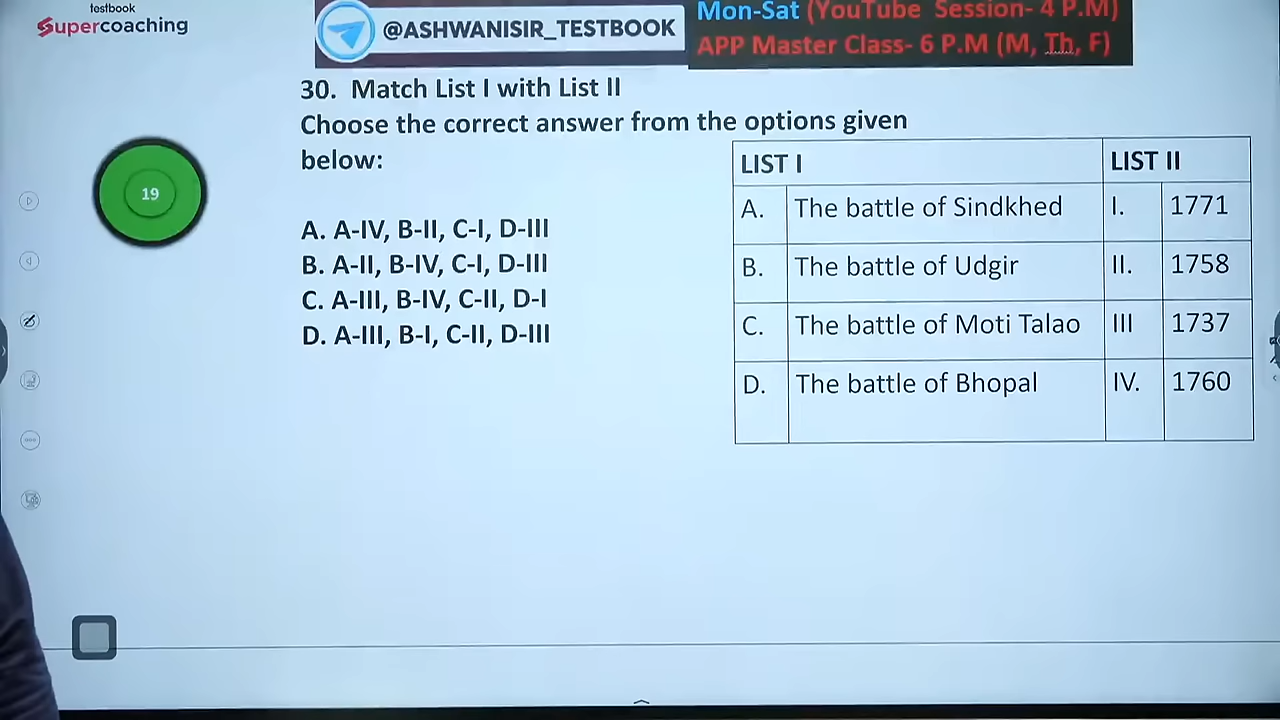 testbook
Supercoaching
@ASHWANISIR_TESTBOOK
Mon-Sat (YouTube Session- 4 P.M)
APP Master Class- 6 P.M (M, Th, F)
30. Match List I with List II
Choose the correct answer from the options given
below:
19
A. A-IV, B-II, C-I, D-III
B. A-II, B-IV, C-I, D-III
C. A-III, B-IV, C-II, D-I
D. A-III, B-I, C-II, D-III
LIST I LIST II
A. The battle of Sindkhed I. 1771
B. The battle of Udgir II. 1758
C. The battle of Moti Talao III 1737
D. The battle of Bhopal IV. 1760